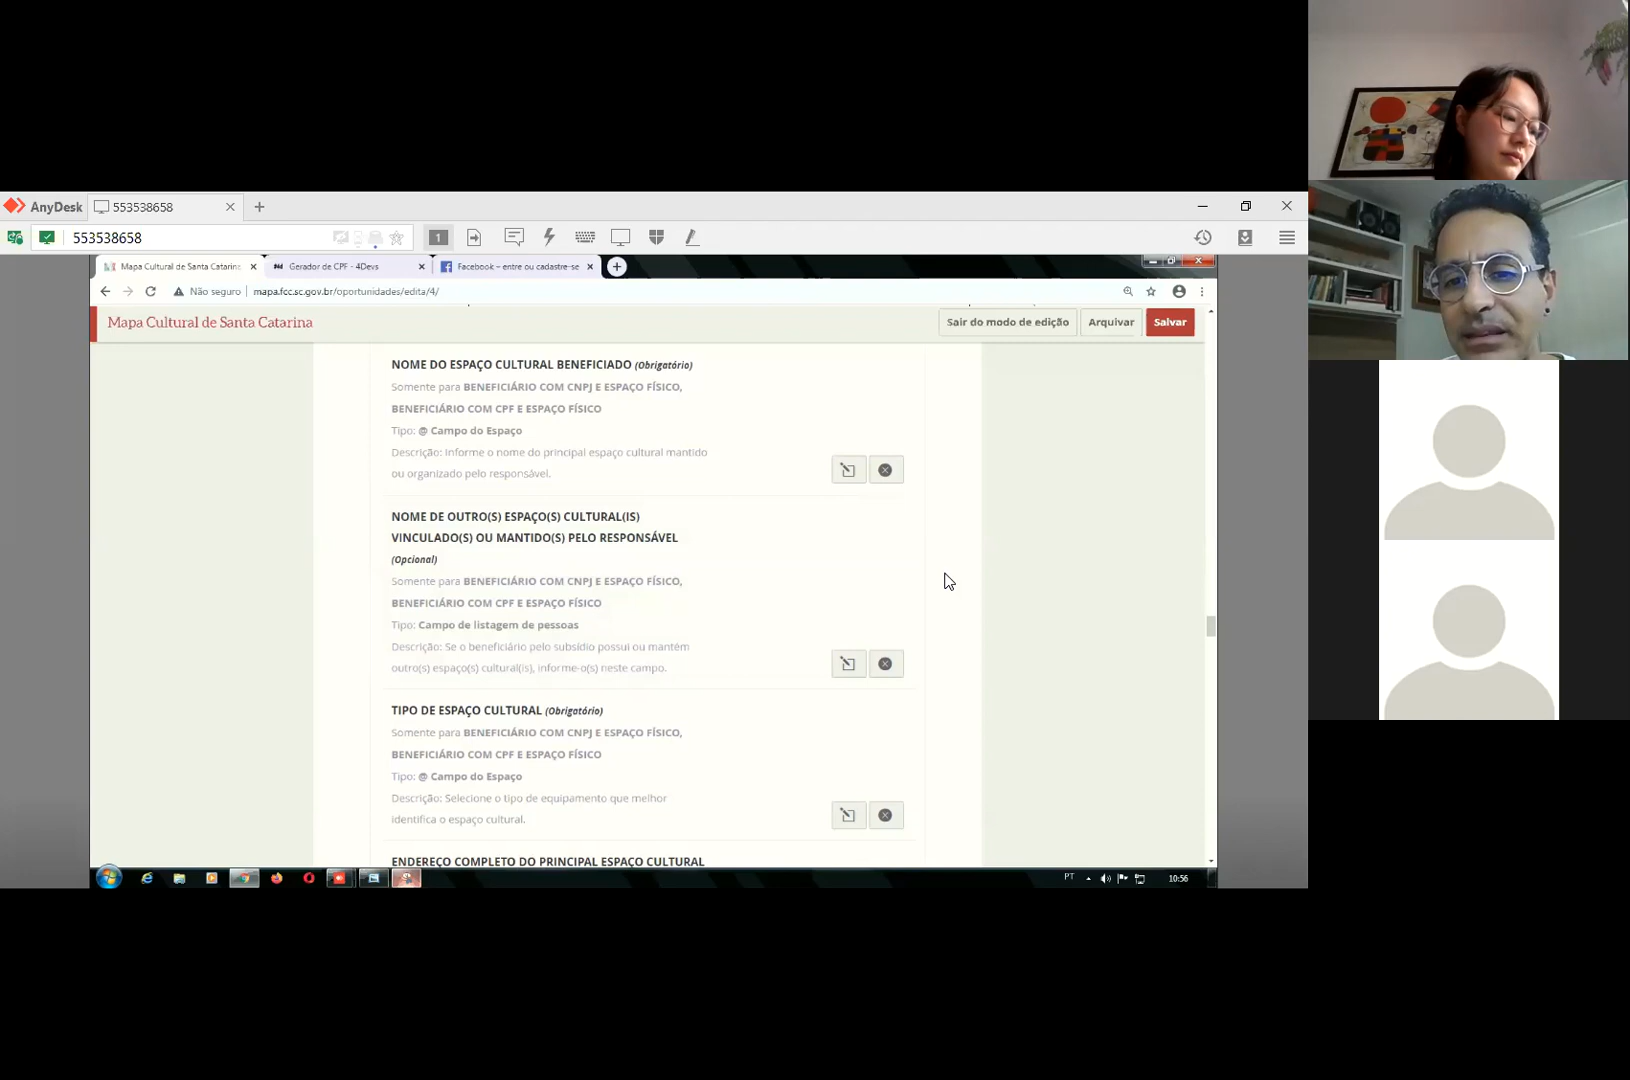 AnyDesk
553538658
553538658
1
Mapa Cultural de Santa Catarina
Gerador de CPF - 4Devs
Facebook – entre ou cadastre-se
Não seguro
mapa.fcc.sc.gov.br/oportunidades/edita/4/
Mapa Cultural de Santa Catarina
Sair do modo de edição
Arquivar
Salvar
NOME DO ESPAÇO CULTURAL BENEFICIADO (Obrigatório)
Somente para BENEFICIÁRIO COM CNPJ E ESPAÇO FÍSICO,
BENEFICIÁRIO COM CPF E ESPAÇO FÍSICO
Tipo: @ Campo do Espaço
Descrição: Informe o nome do principal espaço cultural mantido
ou organizado pelo responsável.
NOME DE OUTRO(S) ESPAÇO(S) CULTURAL(IS)
VINCULADO(S) OU MANTIDO(S) PELO RESPONSÁVEL
(Opcional)
Somente para BENEFICIÁRIO COM CNPJ E ESPAÇO FÍSICO,
BENEFICIÁRIO COM CPF E ESPAÇO FÍSICO
Tipo: Campo de listagem de pessoas
Descrição: Se o beneficiário pelo subsídio possui ou mantém
outro(s) espaço(s) cultural(is), informe-o(s) neste campo.
TIPO DE ESPAÇO CULTURAL (Obrigatório)
Somente para BENEFICIÁRIO COM CNPJ E ESPAÇO FÍSICO,
BENEFICIÁRIO COM CPF E ESPAÇO FÍSICO
Tipo: @ Campo do Espaço
Descrição: Selecione o tipo de equipamento que melhor
identifica o espaço cultural.
ENDEREÇO COMPLETO DO PRINCIPAL ESPAÇO CULTURAL
PT
10:56